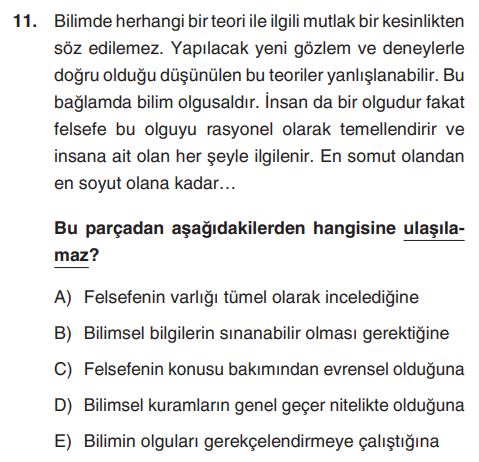 11. Bilimde herhangi bir teori ile ilgili mutlak bir kesinlikten
söz edilemez. Yapılacak yeni gözlem ve deneylerle
doğru olduğu düşünülen bu teoriler yanlışlanabilir. Bu
bağlamda bilim olgusaldır. İnsan da bir olgudur fakat
felsefe bu olguyu rasyonel olarak temellendirir ve
insana ait olan her şeyle ilgilenir. En somut olandan
en soyut olana kadar...
Bu parçadan aşağıdakilerden hangisine ulaşıla-
maz?
A) Felsefenin varlığı tümel olarak incelediğine
B) Bilimsel bilgilerin sınanabilir olması gerektiğine
C) Felsefenin konusu bakımından evrensel olduğuna
D) Bilimsel kuramların genel geçer nitelikte olduğuna
E) Bilimin olguları gerekçelendirmeye çalıştığına